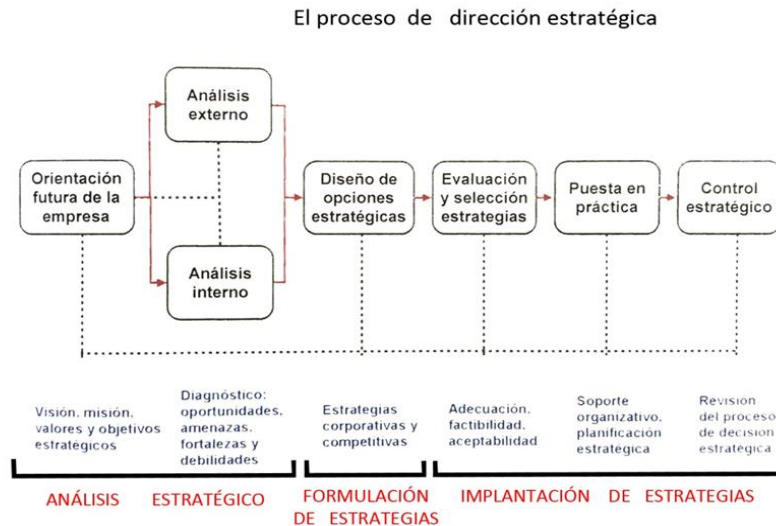 El proceso de dirección estratégica
Análisis
externo
Orientación
futura de la
empresa
Diseño de
opciones
estratégicas
Evaluación
y selección
estrategias
Puesta en
práctica
Control
estratégico
Análisis
interno
Visión, misión,
valores y objetivos
estratégicos
Diagnóstico:
oportunidades,
amenazas,
fortalezas y
debilidades
Estrategias
corporativas y
competitivas
Adecuación,
factibilidad,
aceptabilidad
Soporte
organizativo,
planificación
estratégica
Revisión
del proceso
de decisión
estratégica
ANÁLISIS ESTRATÉGICO
FORMULACIÓN
DE ESTRATEGIAS
IMPLANTACIÓN DE ESTRATEGIAS